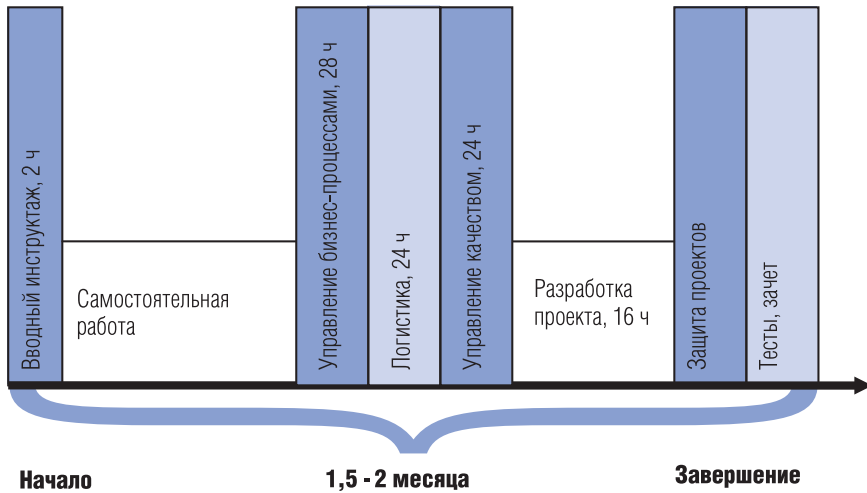 Вводный инструктаж, 2 ч
Самостоятельная
работа
Управление бизнес-процессами, 28 ч
Логистика, 24 ч
Управление качеством, 24 ч
Разработка
проекта, 16 ч
Защита проектов
Тесты, зачет
Начало
1,5 - 2 месяца
Завершение